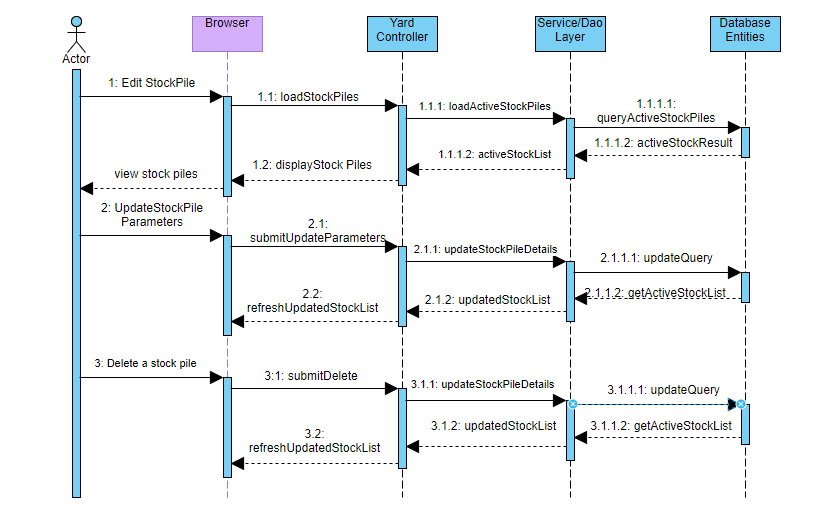 Browser
Yard
Controller
Service/Dao
Layer
Database
Entities
Actor
1: Edit StockPile
1.1: loadStockPiles
1.1.1: loadActiveStockPiles
1.1.1.1:
queryActiveStockPiles
1.1.1.2: activeStockResult
1.1.1.2: activeStockList
1.2: displayStock Piles
view stock piles
2: UpdateStockPile
Parameters
2.1:
submitUpdateParameters
2.1.1: updateStockPileDetails
2.1.1.1: updateQuery
2.1.1.2: getActiveStockList
2.1.2: updatedStockList
2.2:
refreshUpdatedStockList
3: Delete a stock pile
3:1: submitDelete
3.1.1: updateStockPileDetails
3.1.1.1: updateQuery
3.1.1.2: getActiveStockList
3.1.2: updatedStockList
3.2:
refreshUpdatedStockList